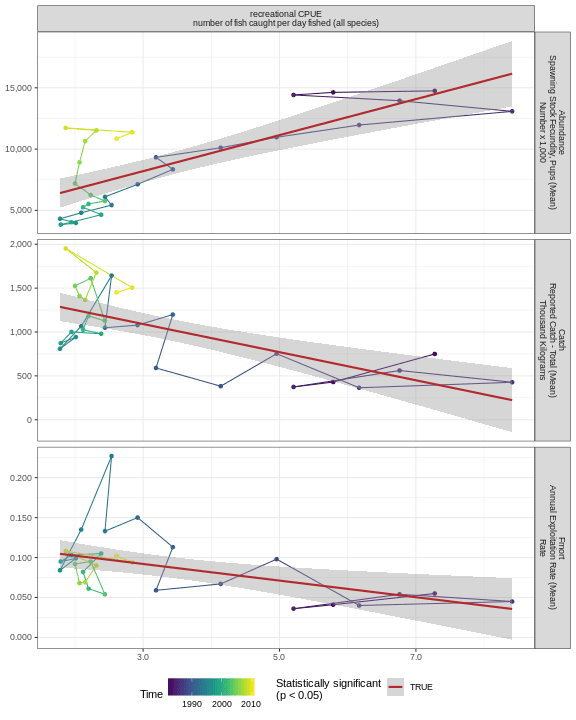 recreational CPUE
number of fish caught per day fished (all species)
15,000
10,000
5,000
Abundance
Spawning Stock Fecundity, Pups (Mean)
Number x 1,000
2,000
1,500
1,000
500
0
Catch
Reported Catch - Total (Mean)
Thousand Kilograms
0.200
0.150
0.100
0.050
0.000
Fmort
Annual Exploitation Rate (Mean)
Rate
3.0 5.0 7.0
Time
1990 2000 2010
Statistically significant
(p < 0.05)
TRUE